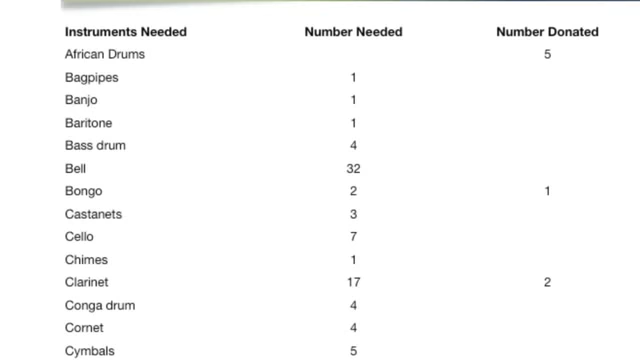 Instruments Needed Number Needed Number Donated
African Drums 5
Bagpipes 1
Banjo 1
Baritone 1
Bass drum 4
Bell 32
Bongo 2 1
Castanets 3
Cello 7
Chimes 1
Clarinet 17 2
Conga drum 4
Cornet 4
Cymbals 5